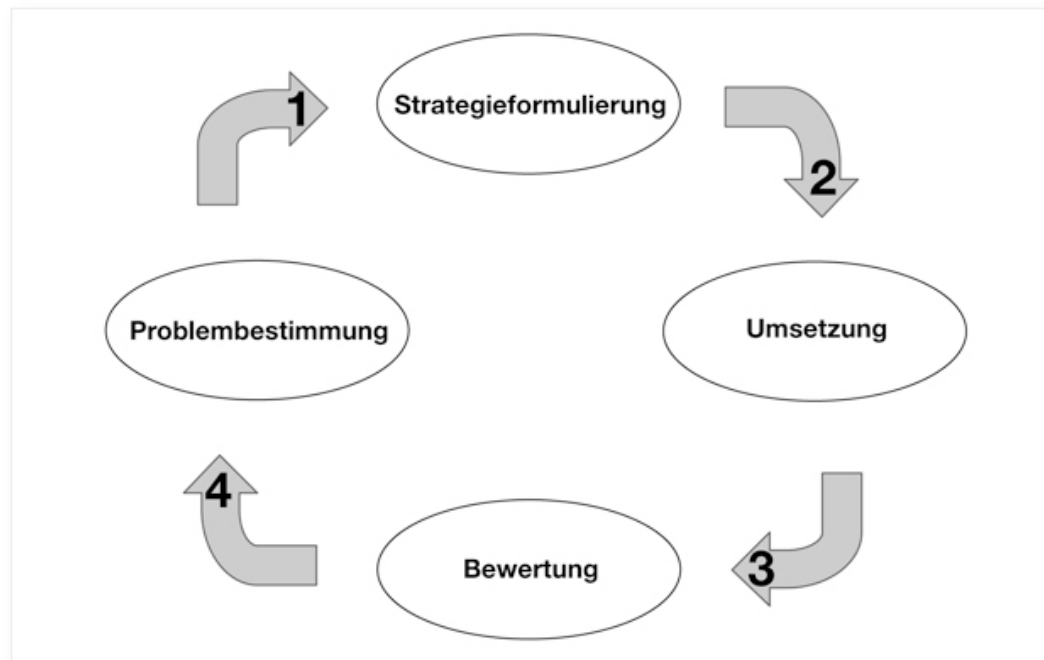 1
Strategieformulierung
2
Problembestimmung
Umsetzung
4
Bewertung
3